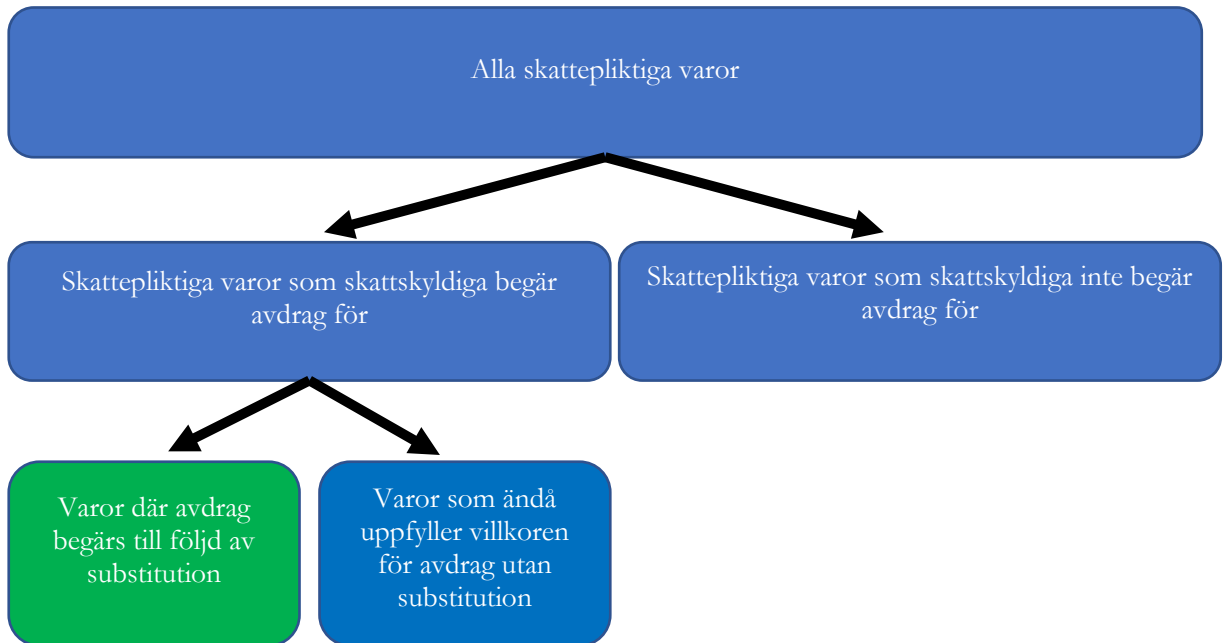 Alla skattepliktiga varor
Skattepliktiga varor som skattskyldiga begär
avdrag för
Skattepliktiga varor som skattskyldiga inte begär
avdrag för
Varor där avdrag
begärs till följd av
substitution
Varor som ändå
uppfyller villkoren
för avdrag utan
substitution